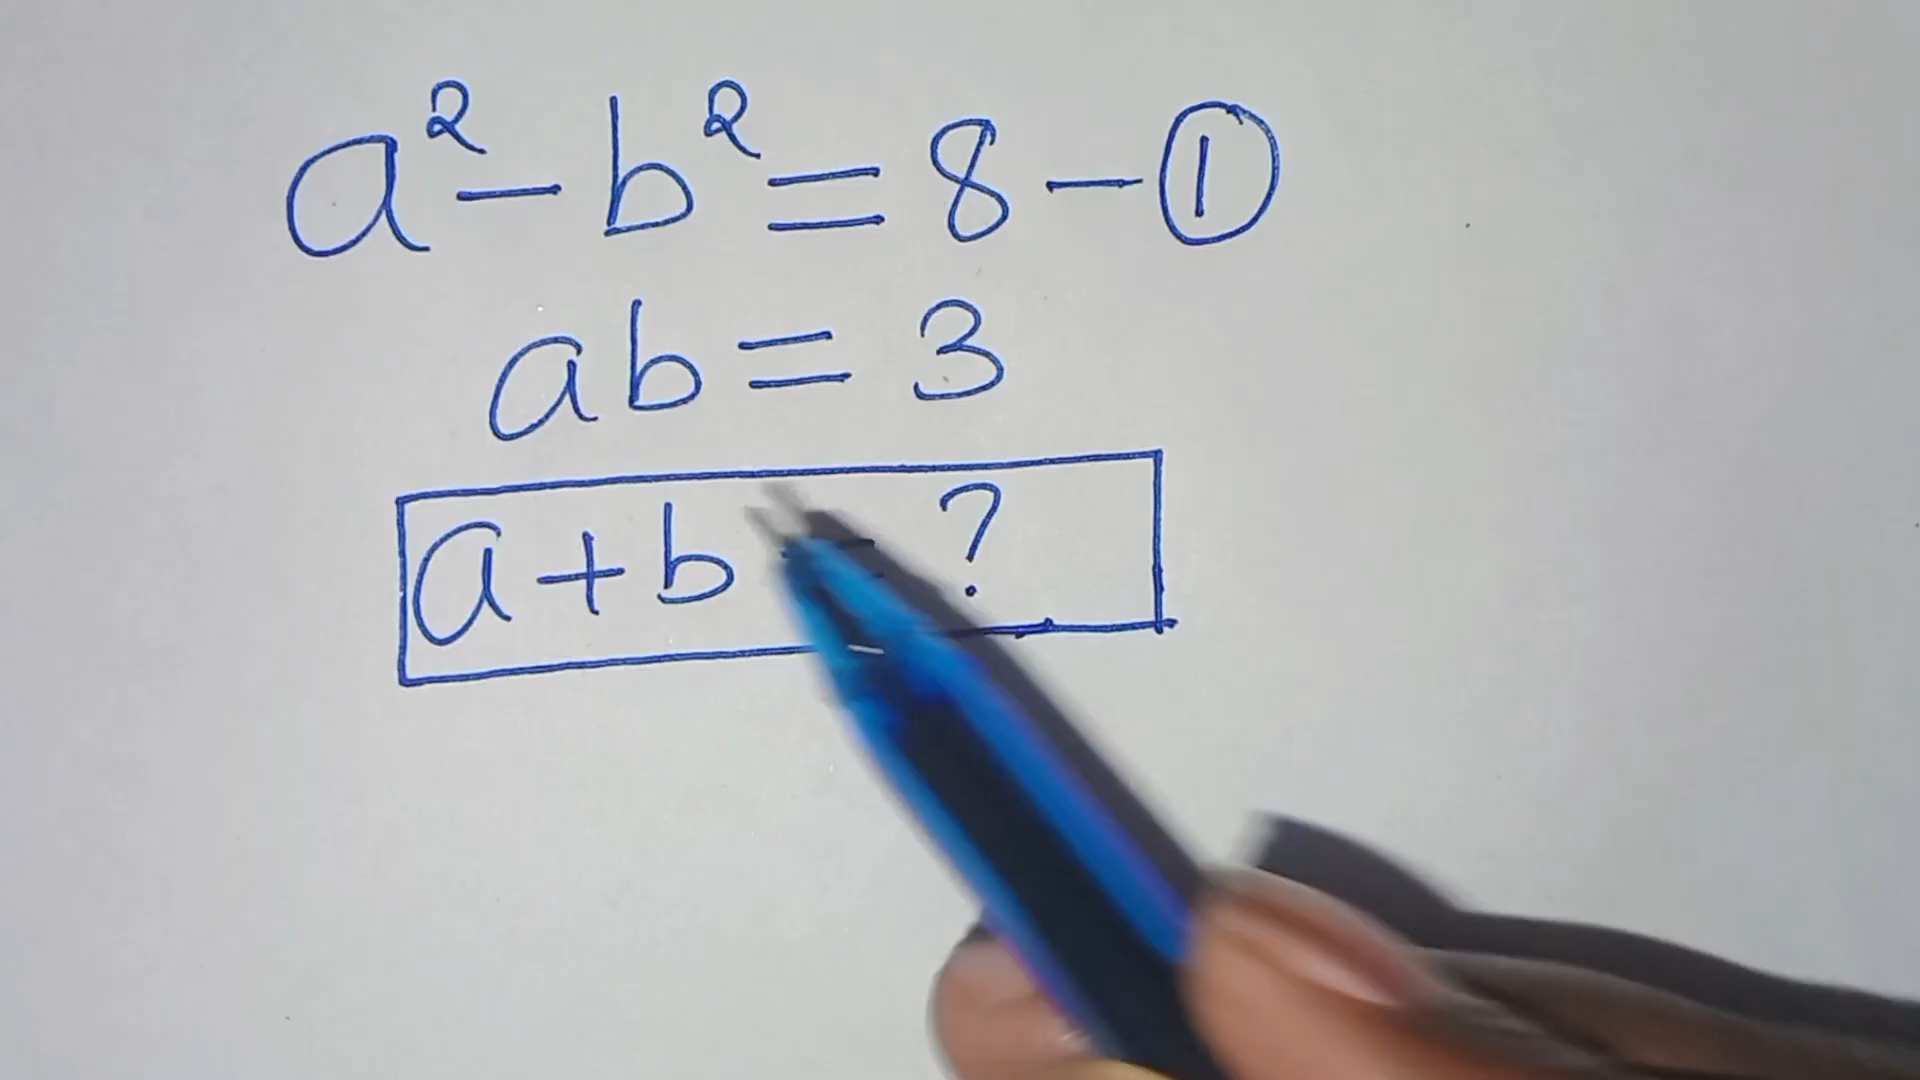 a² - b² = 8 - ①
ab = 3
a + b = ?